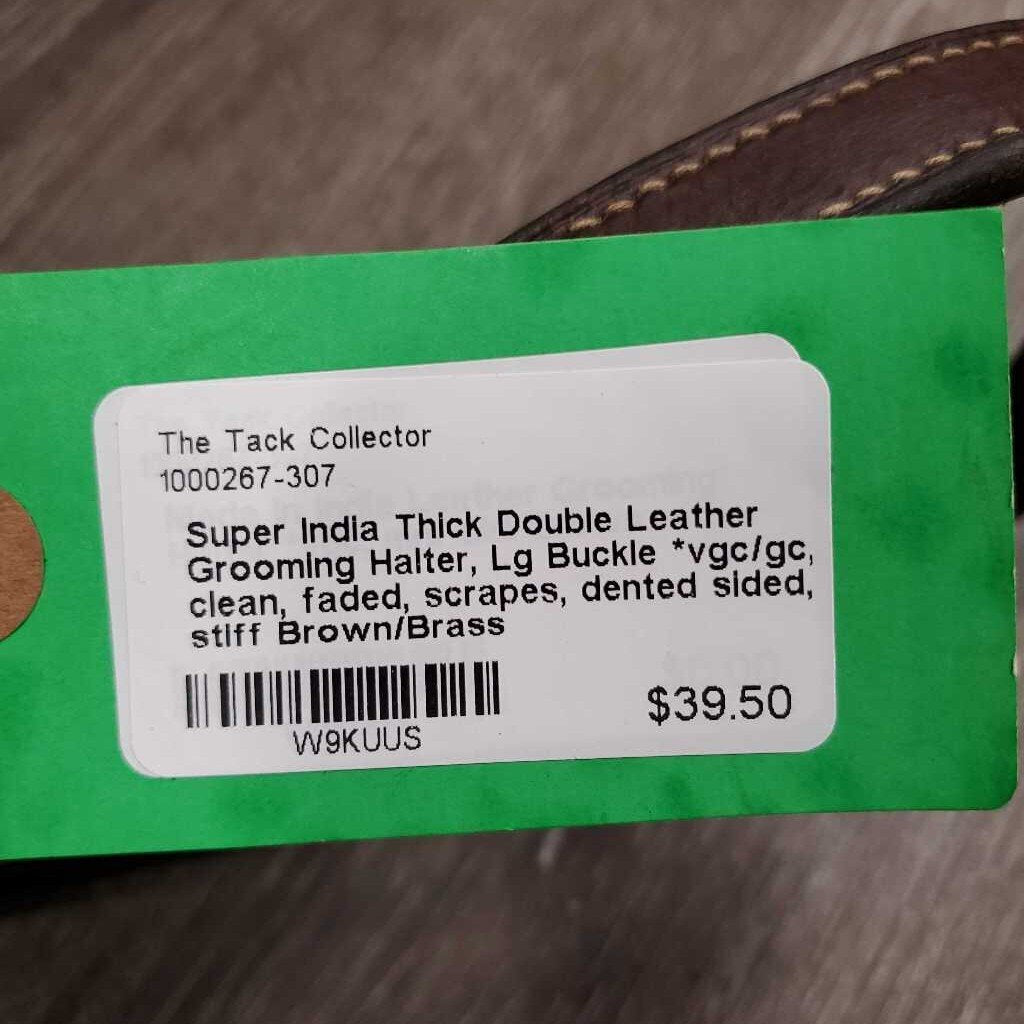 The Tack Collector
1000267-307
Super India Thick Double Leather
Grooming Halter, Lg Buckle *vgc/gc,
clean, faded, scrapes, dented sided,
stiff Brown/Brass
W9KUUS
$39.50